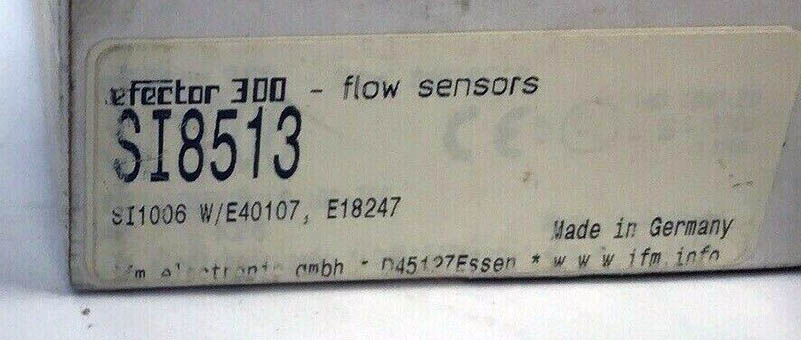 efector 300 - flow sensors
SI8513
SI1006 W/E40107, E18247
Made in Germany
ifm electronic gmbh - D45127Essen * www.ifm.info